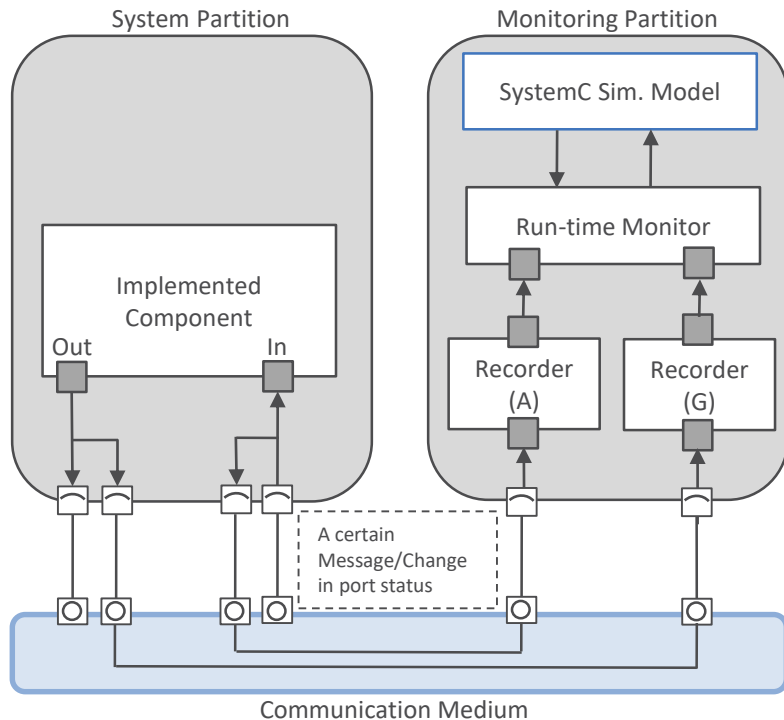 System Partition
Monitoring Partition
SystemC Sim. Model
Run-time Monitor
Implemented
Component
Out
In
Recorder
(A)
Recorder
(G)
A certain
Message/Change
in port status
Communication Medium